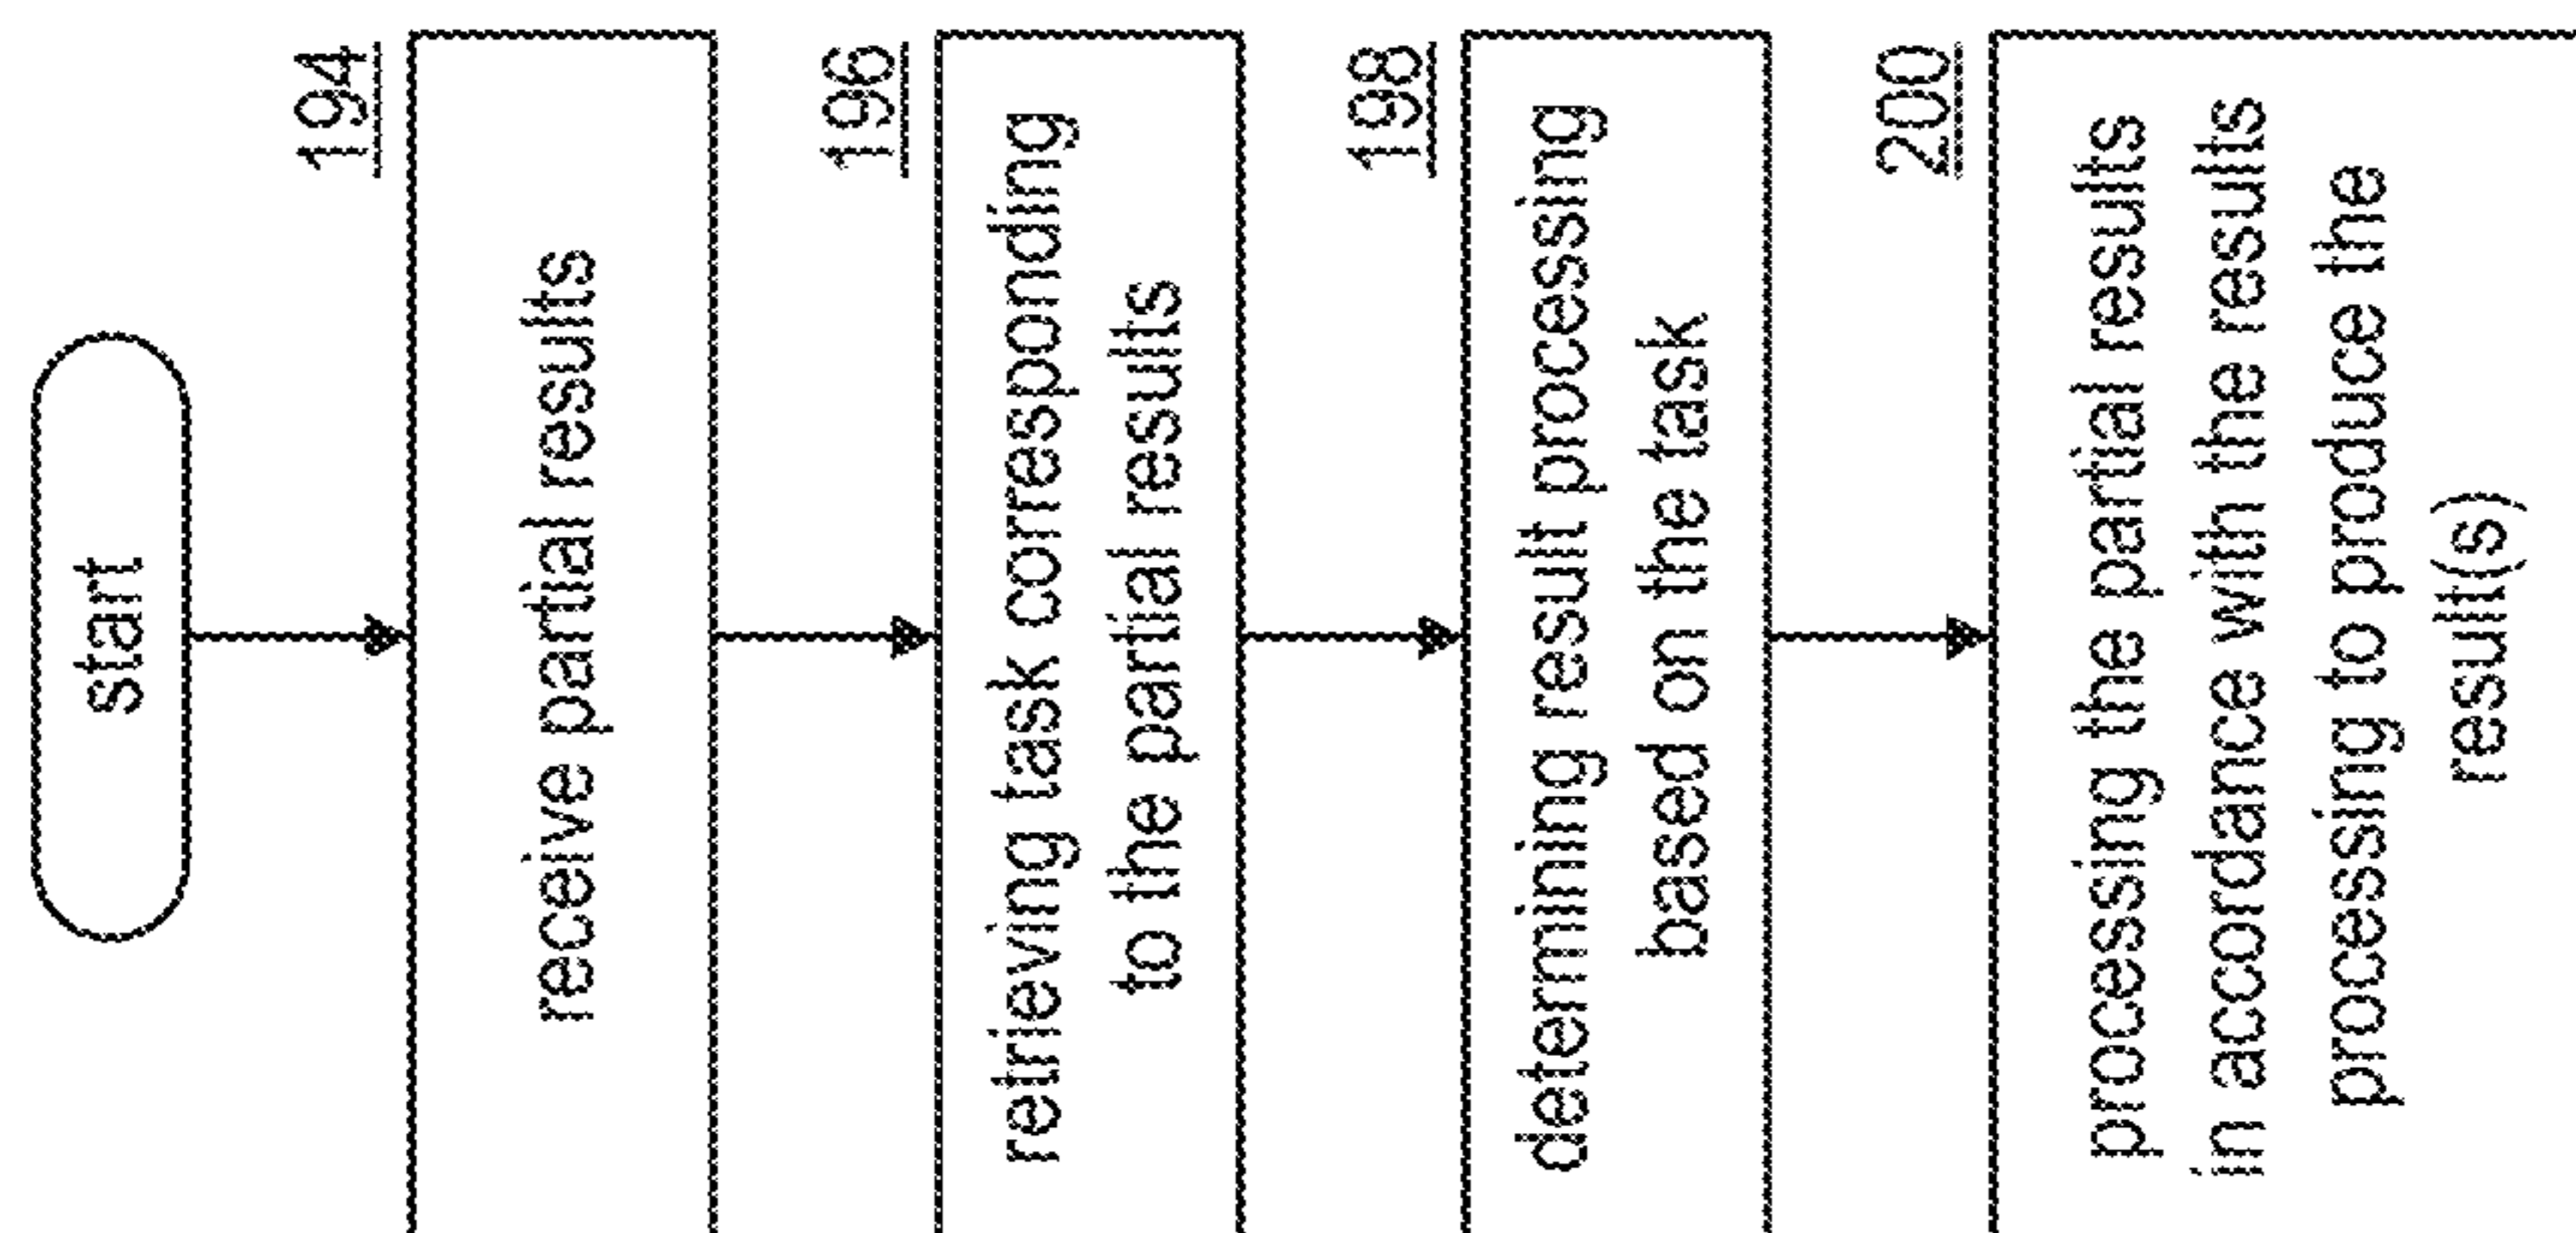 start
194
receive partial results
196
retrieving task corresponding
to the partial results
198
determining result processing
based on the task
200
processing the partial results
in accordance with the results
processing to produce the
result(s)